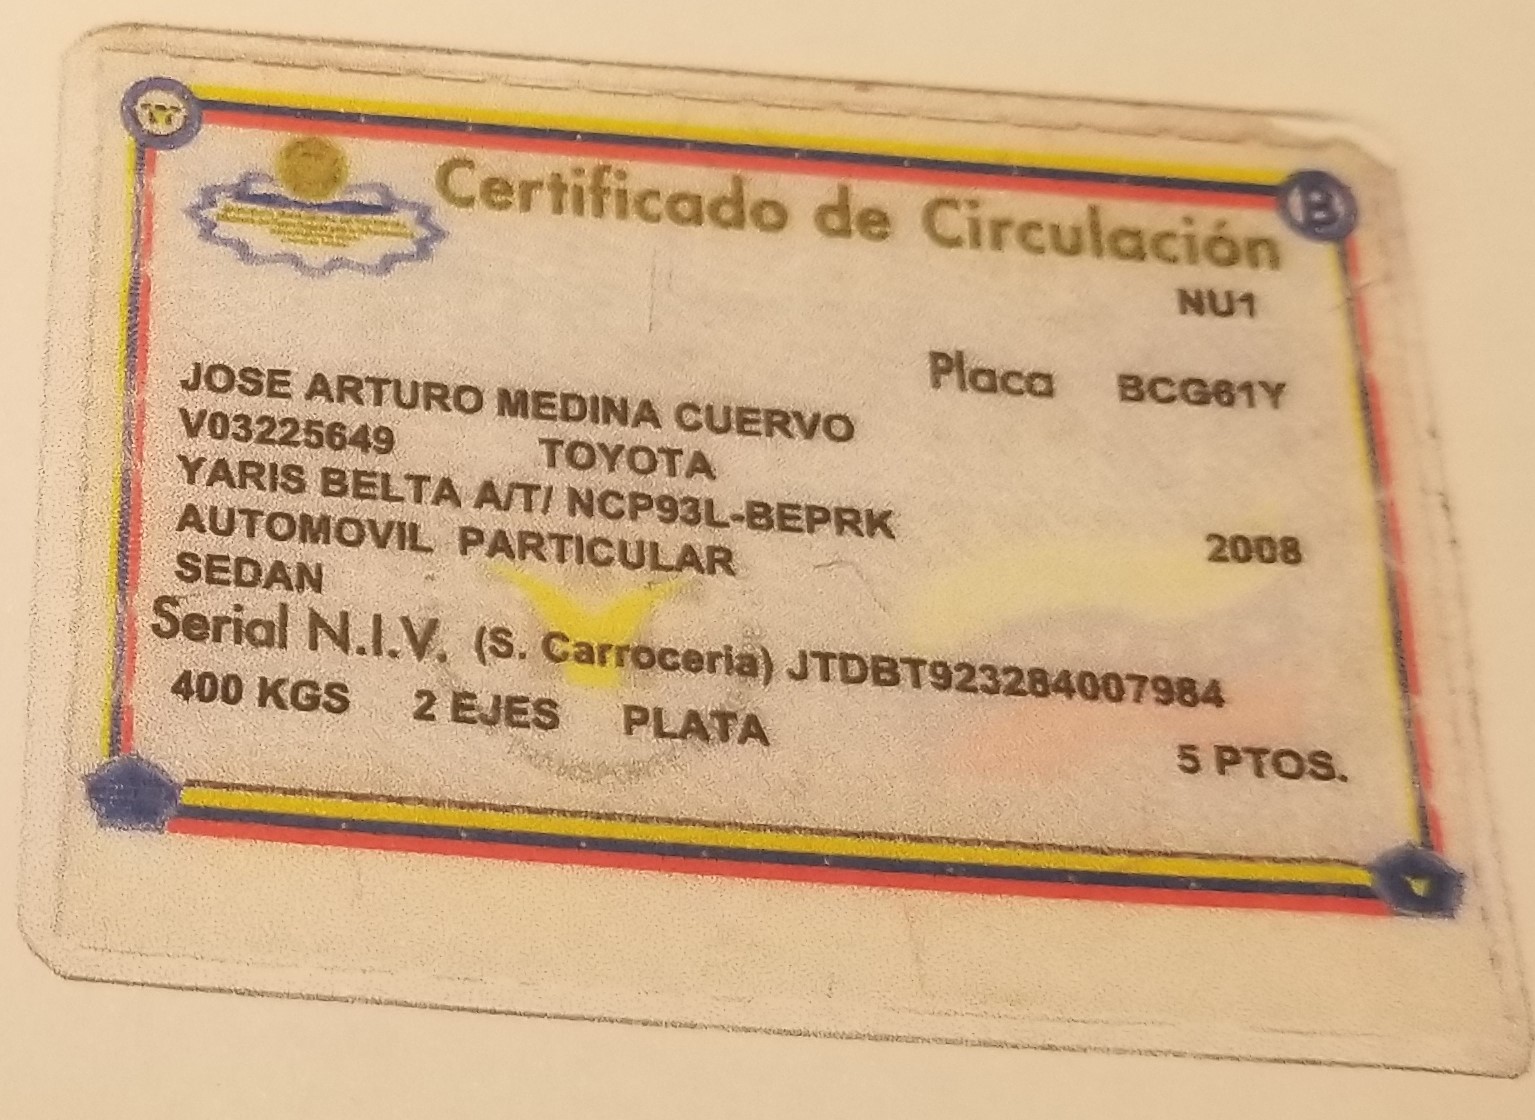 Certificado de Circulación
NU1
Placa BCG61Y
JOSE ARTURO MEDINA CUERVO
V03225649 TOYOTA
YARIS BELTA A/T/ NCP93L-BEPRK
AUTOMOVIL PARTICULAR 2008
SEDAN
Serial N.I.V. (S. Carroceria) JTDBT923284007984
400 KGS 2 EJES PLATA
5 PTOS.
B